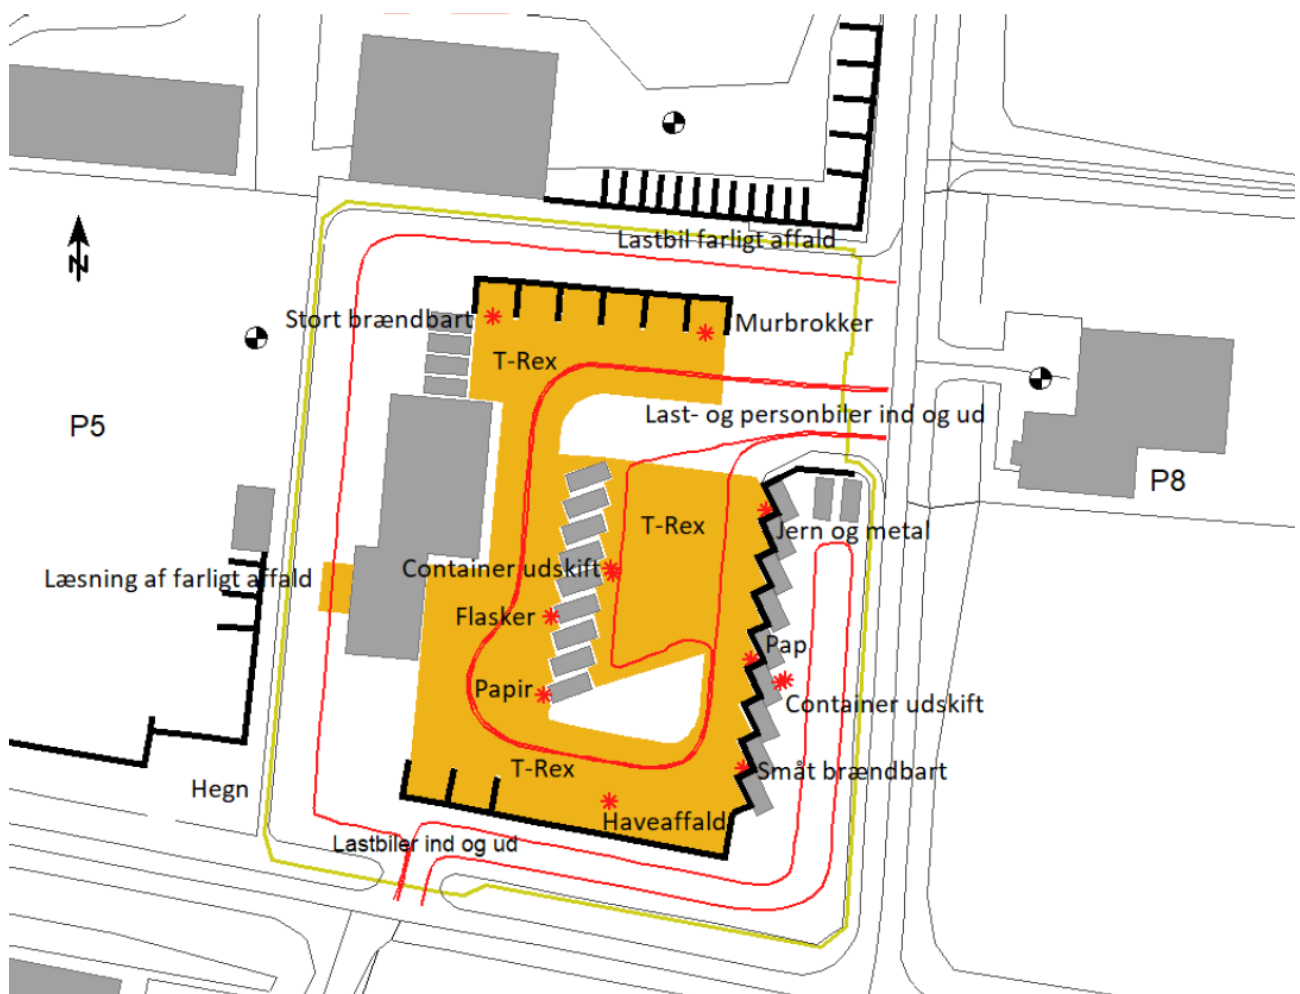 Lastbil farligt affald
N
Stort brændbart
Murbrokker
T-Rex
P5
Last- og personbiler ind og ud
P8
T-Rex
Jern og metal
Læsning af farligt affald
Container udskift
Flasker
Pap
Papir
Container udskift
T-Rex
Småt brændbart
Hegn
Haveaffald
Lastbiler ind og ud